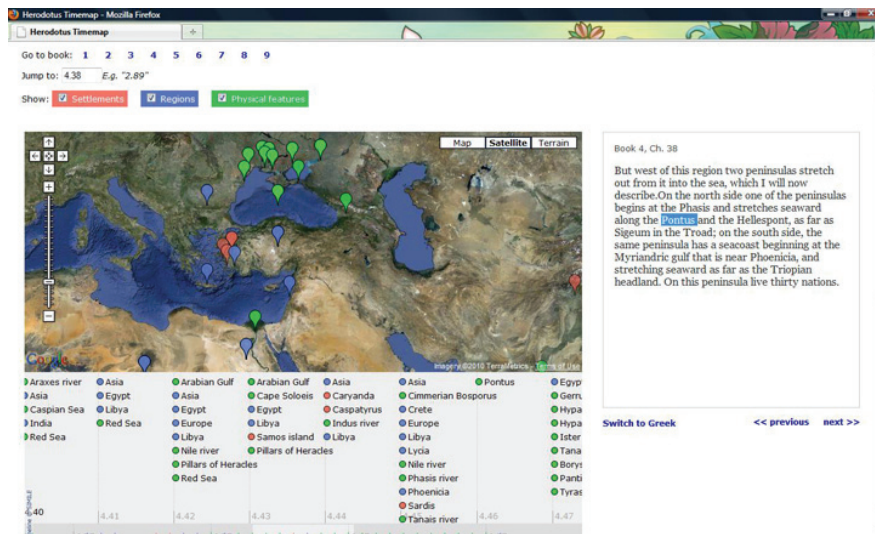 Herodotus Timemap - Mozilla Firefox
Herodotus Timemap
Go to book: 1 2 3 4 5 6 7 8 9
Jump to: 4.38 E.g. "2.89"
Show: Settlements Regions Physical features
Map Satellite Terrain
Imagery ©2010 TerraMetrics - Terms of Use
Araxes river
Asia
Caspian Sea
India
Red Sea
Asia
Egypt
Libya
Red Sea
Arabian Gulf
Asia
Egypt
Europe
Libya
Nile river
Pillars of Heracles
Red Sea
Arabian Gulf
Cape Soloeis
Egypt
Libya
Samos island
Pillars of Heracles
Asia
Caryanda
Caspatyrus
Indus river
Libya
Asia
Cimmerian Bosporus
Crete
Europe
Libya
Lycia
Nile river
Phasis river
Phoenicia
Sardis
Tanais river
Pontus
Egyp
Gerru
Hypa
Hypa
Ister
Tana
Borys
Panti
Tyras
40 4.41 4.42 4.43 4.44 4.45 4.46 4.47
Book 4, Ch. 38
But west of this region two peninsulas stretch
out from it into the sea, which I will now
describe.On the north side one of the peninsulas
begins at the Phasis and stretches seaward
along the Pontus and the Hellespont, as far as
Sigeum in the Troad; on the south side, the
same peninsula has a seacoast beginning at the
Myriandric gulf that is near Phoenicia, and
stretching seaward as far as the Triopian
headland. On this peninsula live thirty nations.
Switch to Greek << previous next >>